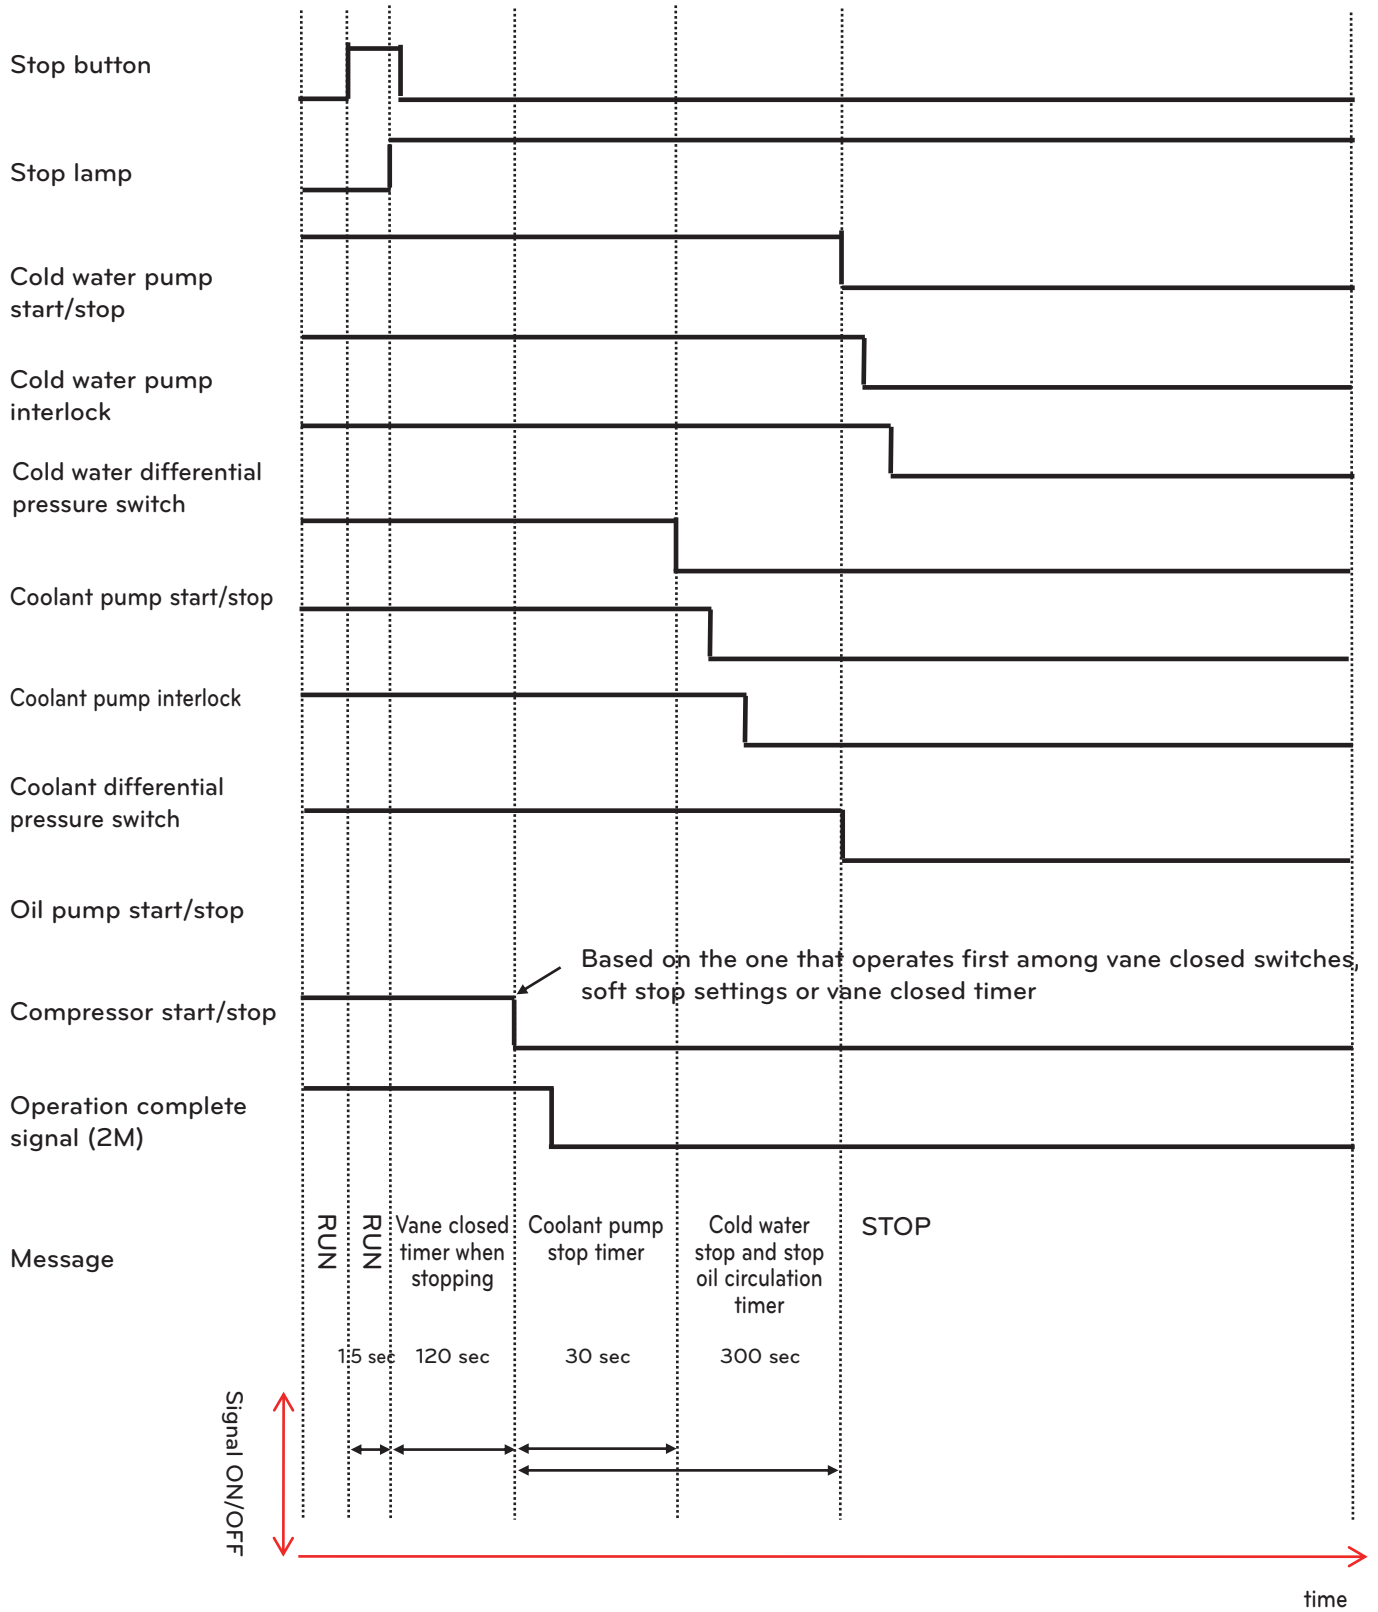 Stop button
Stop lamp
Cold water pump
start/stop
Cold water pump
interlock
Cold water differential
pressure switch
Coolant pump start/stop
Coolant pump interlock
Coolant differential
pressure switch
Oil pump start/stop
Based on the one that operates first among vane closed switches,
soft stop settings or vane closed timer
Compressor start/stop
Operation complete
signal (2M)
Message
RUN
RUN
Vane closed
timer when
stopping
Coolant pump
stop timer
Cold water
stop and stop
oil circulation
timer
STOP
1.5 sec
120 sec
30 sec
300 sec
Signal ON/OFF
time